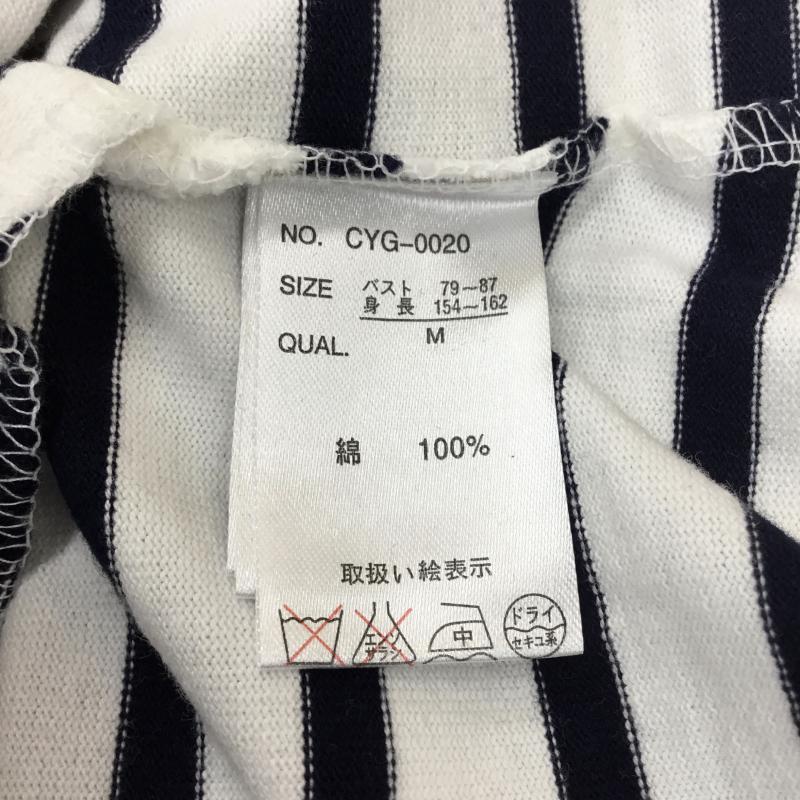 NO. CYG-0020
SIZE バスト 79〜87
身長 154〜162
M
QUAL.
綿 100%
取扱い絵表示
エンソ
サラシ
中
ドライ
セキユ系